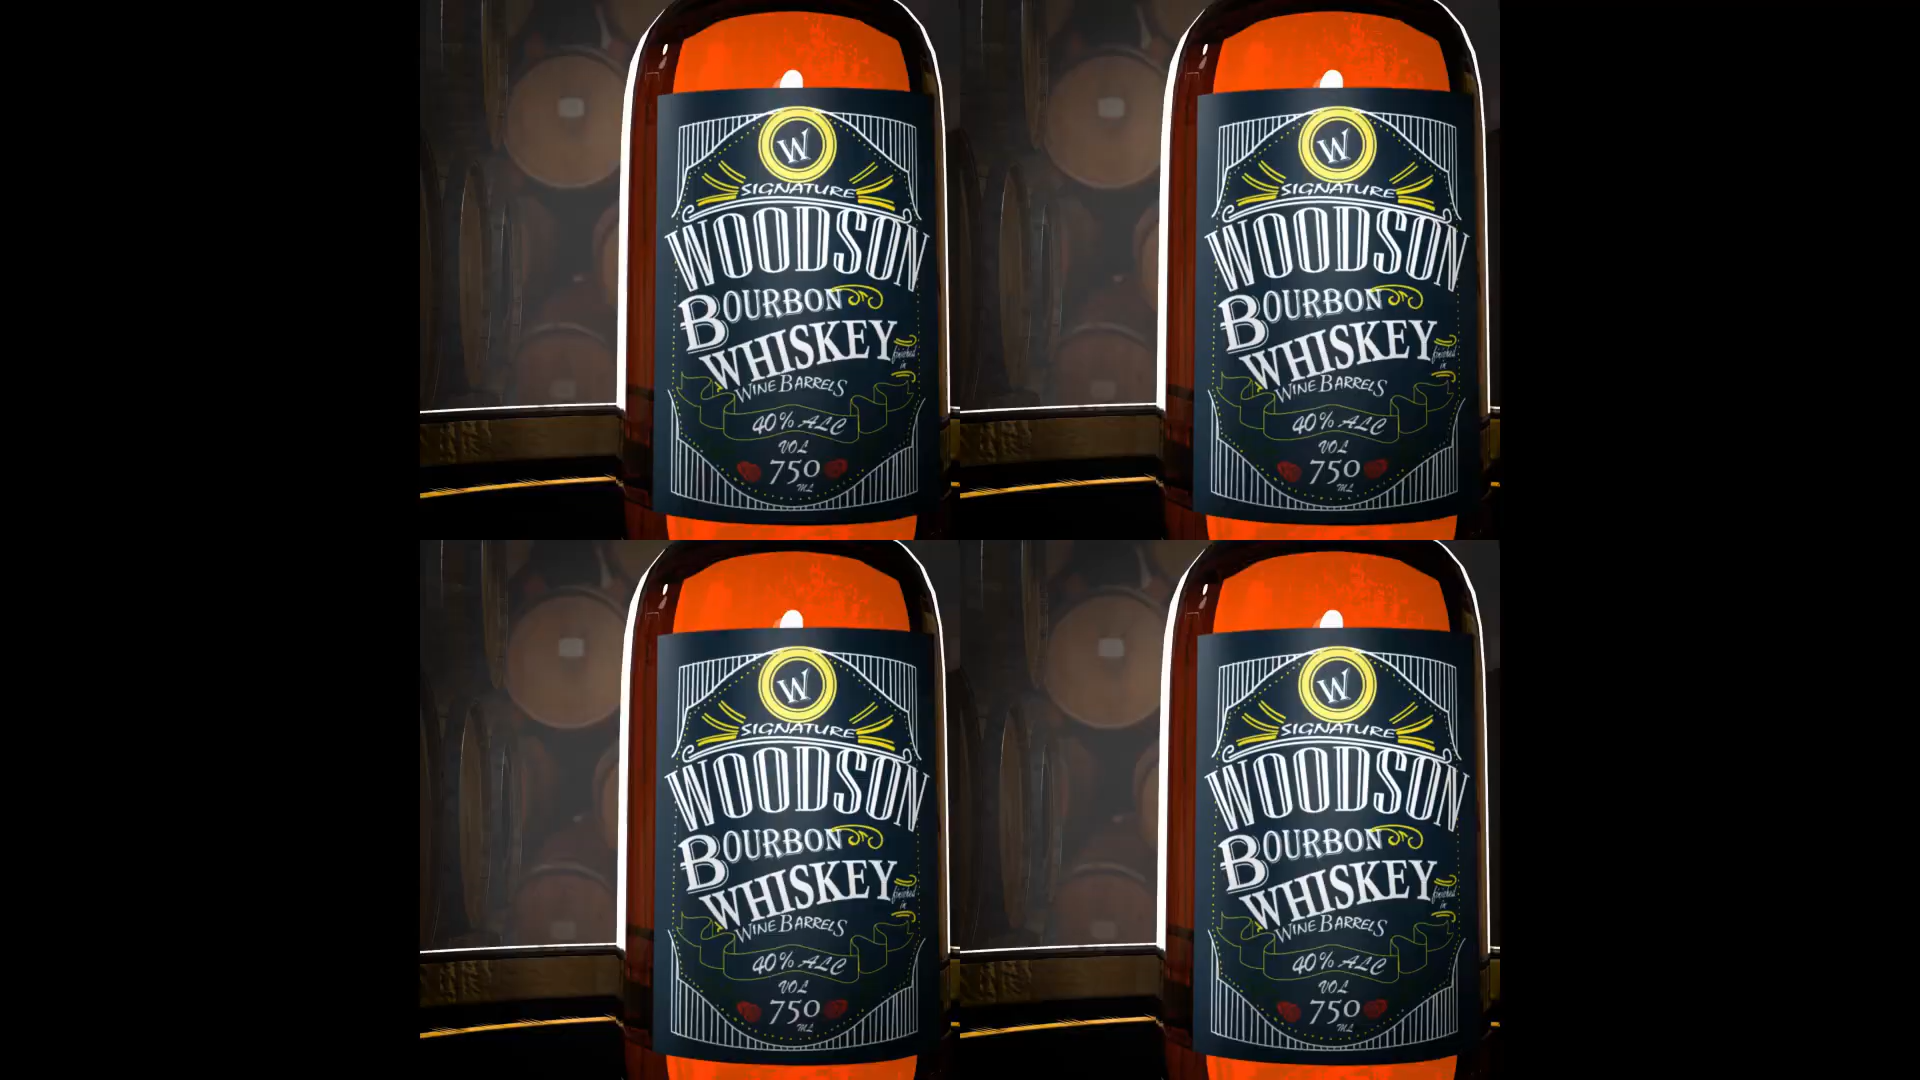 W
SIGNATURE
WOODSON
BOURBON
WHISKEY
finished
in
WINE BARRELS
40% ALC
VOL
750
ML
W
SIGNATURE
WOODSON
BOURBON
WHISKEY
finished
in
WINE BARRELS
40% ALC
VOL
750
ML
W
SIGNATURE
WOODSON
BOURBON
WHISKEY
finished
in
WINE BARRELS
40% ALC
VOL
750
ML
W
SIGNATURE
WOODSON
BOURBON
WHISKEY
finished
in
WINE BARRELS
40% ALC
VOL
750
ML